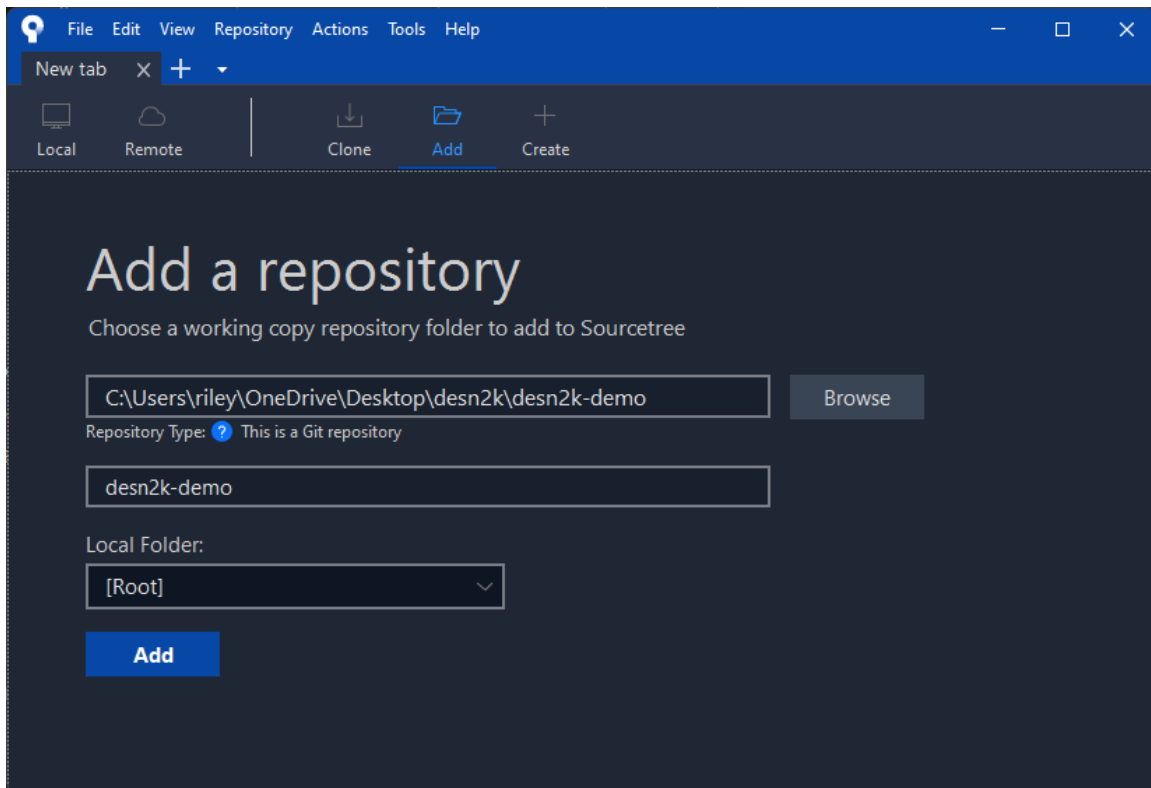 File Edit View Repository Actions Tools Help
New tab
Local Remote Clone Add Create
Add a repository
Choose a working copy repository folder to add to Sourcetree
C:\Users\riley\OneDrive\Desktop\desn2k\desn2k-demo Browse
Repository Type: ? This is a Git repository
desn2k-demo
Local Folder:
[Root]
Add